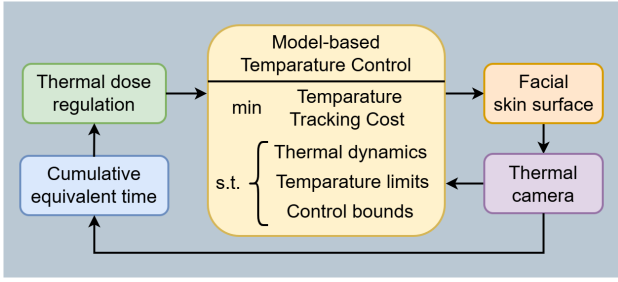 Thermal dose
regulation
Cumulative
equivalent time
Model-based
Temparature Control
min
Temparature
Tracking Cost
s.t.
Thermal dynamics
Temparature limits
Control bounds
Facial
skin surface
Thermal
camera